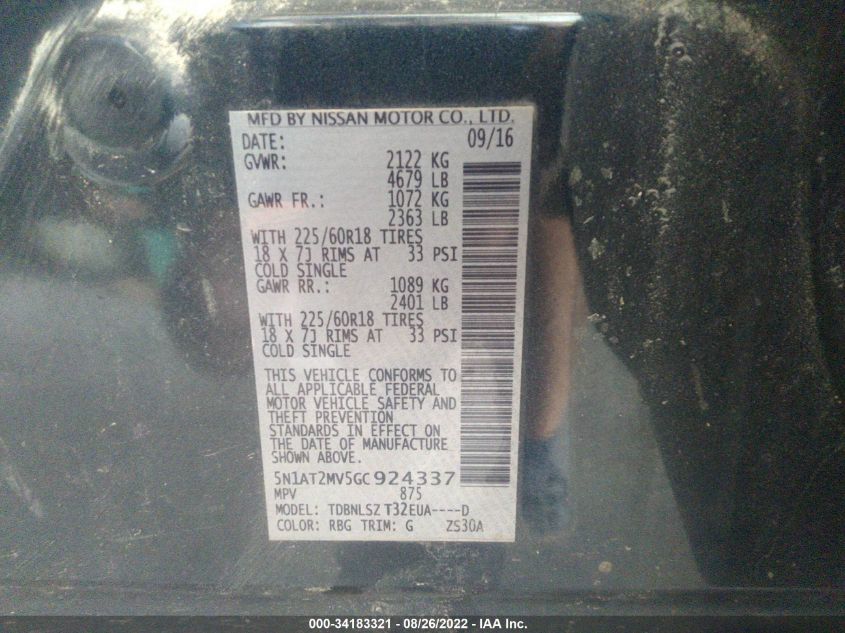 MFD BY NISSAN MOTOR CO., LTD.
DATE: 09/16
GVWR: 2122 KG
4679 LB
GAWR FR.: 1072 KG
2363 LB
WITH 225/60R18 TIRES
18 X 7J RIMS AT 33 PSI
COLD SINGLE
GAWR RR.: 1089 KG
2401 LB
WITH 225/60R18 TIRES
18 X 7J RIMS AT 33 PSI
COLD SINGLE
THIS VEHICLE CONFORMS TO
ALL APPLICABLE FEDERAL
MOTOR VEHICLE SAFETY AND
THEFT PREVENTION
STANDARDS IN EFFECT ON
THE DATE OF MANUFACTURE
SHOWN ABOVE.
5N1AT2MV5GC924337
MPV 875
MODEL: TDBNLSZ T32EUA----D
COLOR: RBG TRIM: G ZS30A
000-34183321 - 08/26/2022 - IAA Inc.